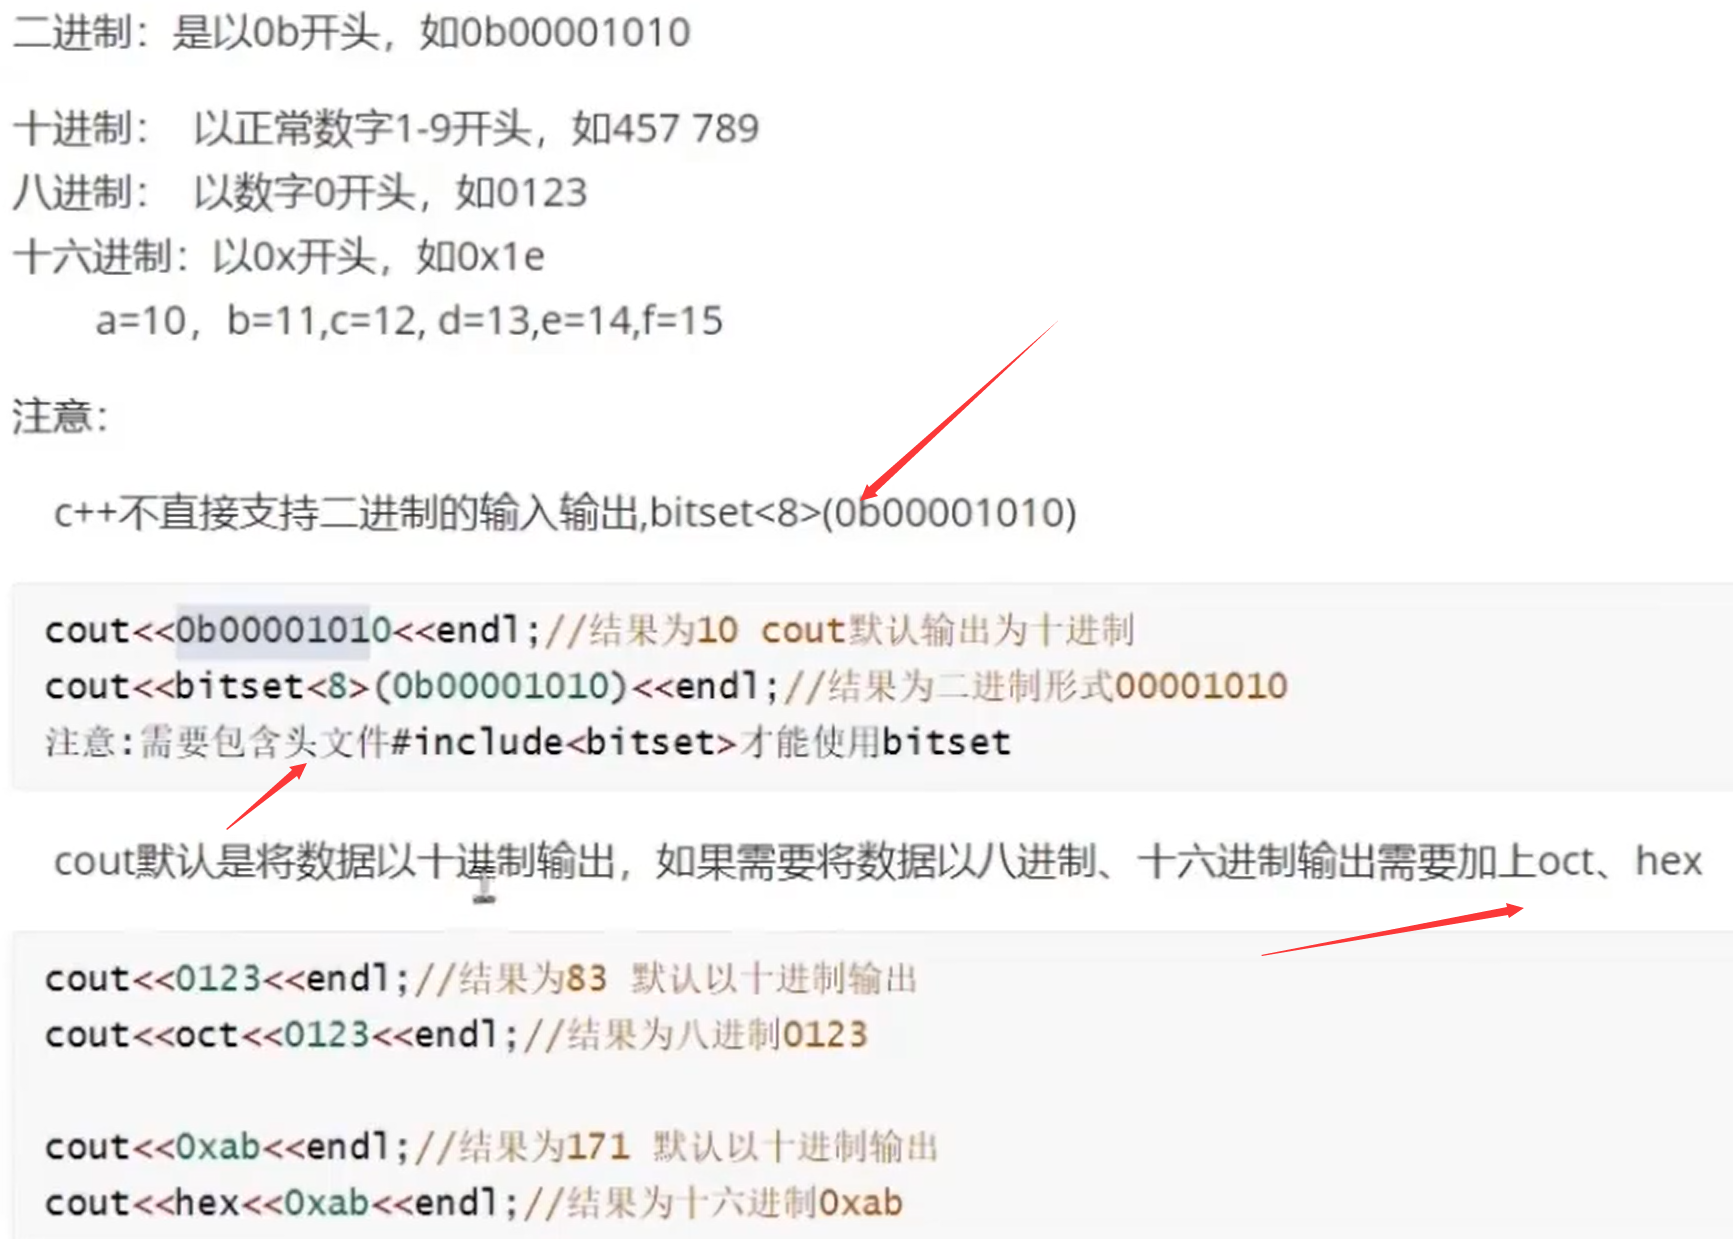 二进制：是以0b开头，如0b00001010
十进制： 以正常数字1-9开头，如457 789
八进制： 以数字0开头，如0123
十六进制：以0x开头，如0x1e
a=10，b=11,c=12, d=13,e=14,f=15
注意：
c++不直接支持二进制的输入输出,bitset<8>(0b00001010)
cout<<0b00001010<<endl;//结果为10 cout默认输出为十进制
cout<<bitset<8>(0b00001010)<<endl;//结果为二进制形式00001010
注意:需要包含头文件#include<bitset>才能使用bitset
cout默认是将数据以十进制输出，如果需要将数据以八进制、十六进制输出需要加上oct、hex
cout<<0123<<endl;//结果为83 默认以十进制输出
cout<<oct<<0123<<endl;//结果为八进制0123
cout<<0xab<<endl;//结果为171 默认以十进制输出
cout<<hex<<0xab<<endl;//结果为十六进制0xab